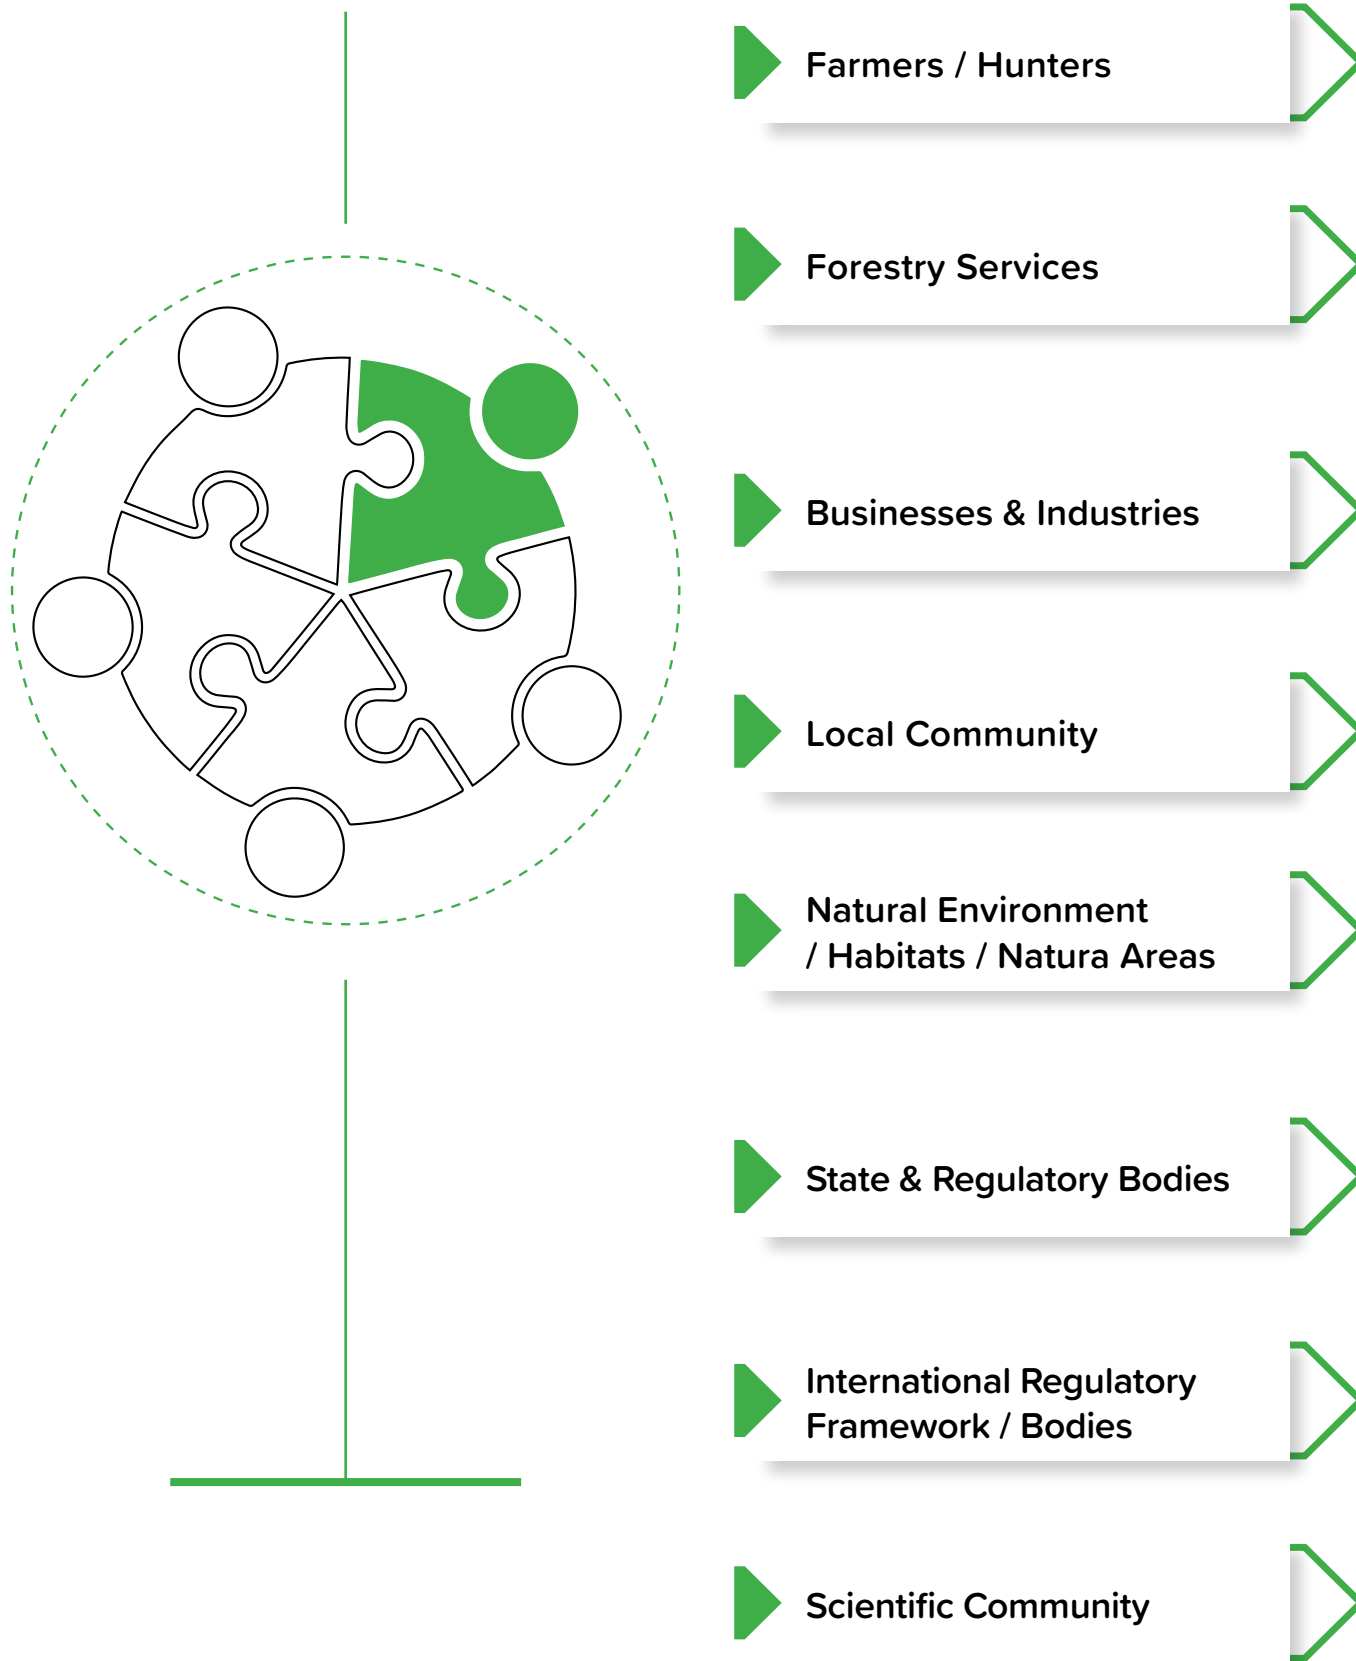 Farmers / Hunters
Forestry Services
Businesses & Industries
Local Community
Natural Environment
/ Habitats / Natura Areas
State & Regulatory Bodies
International Regulatory
Framework / Bodies
Scientific Community